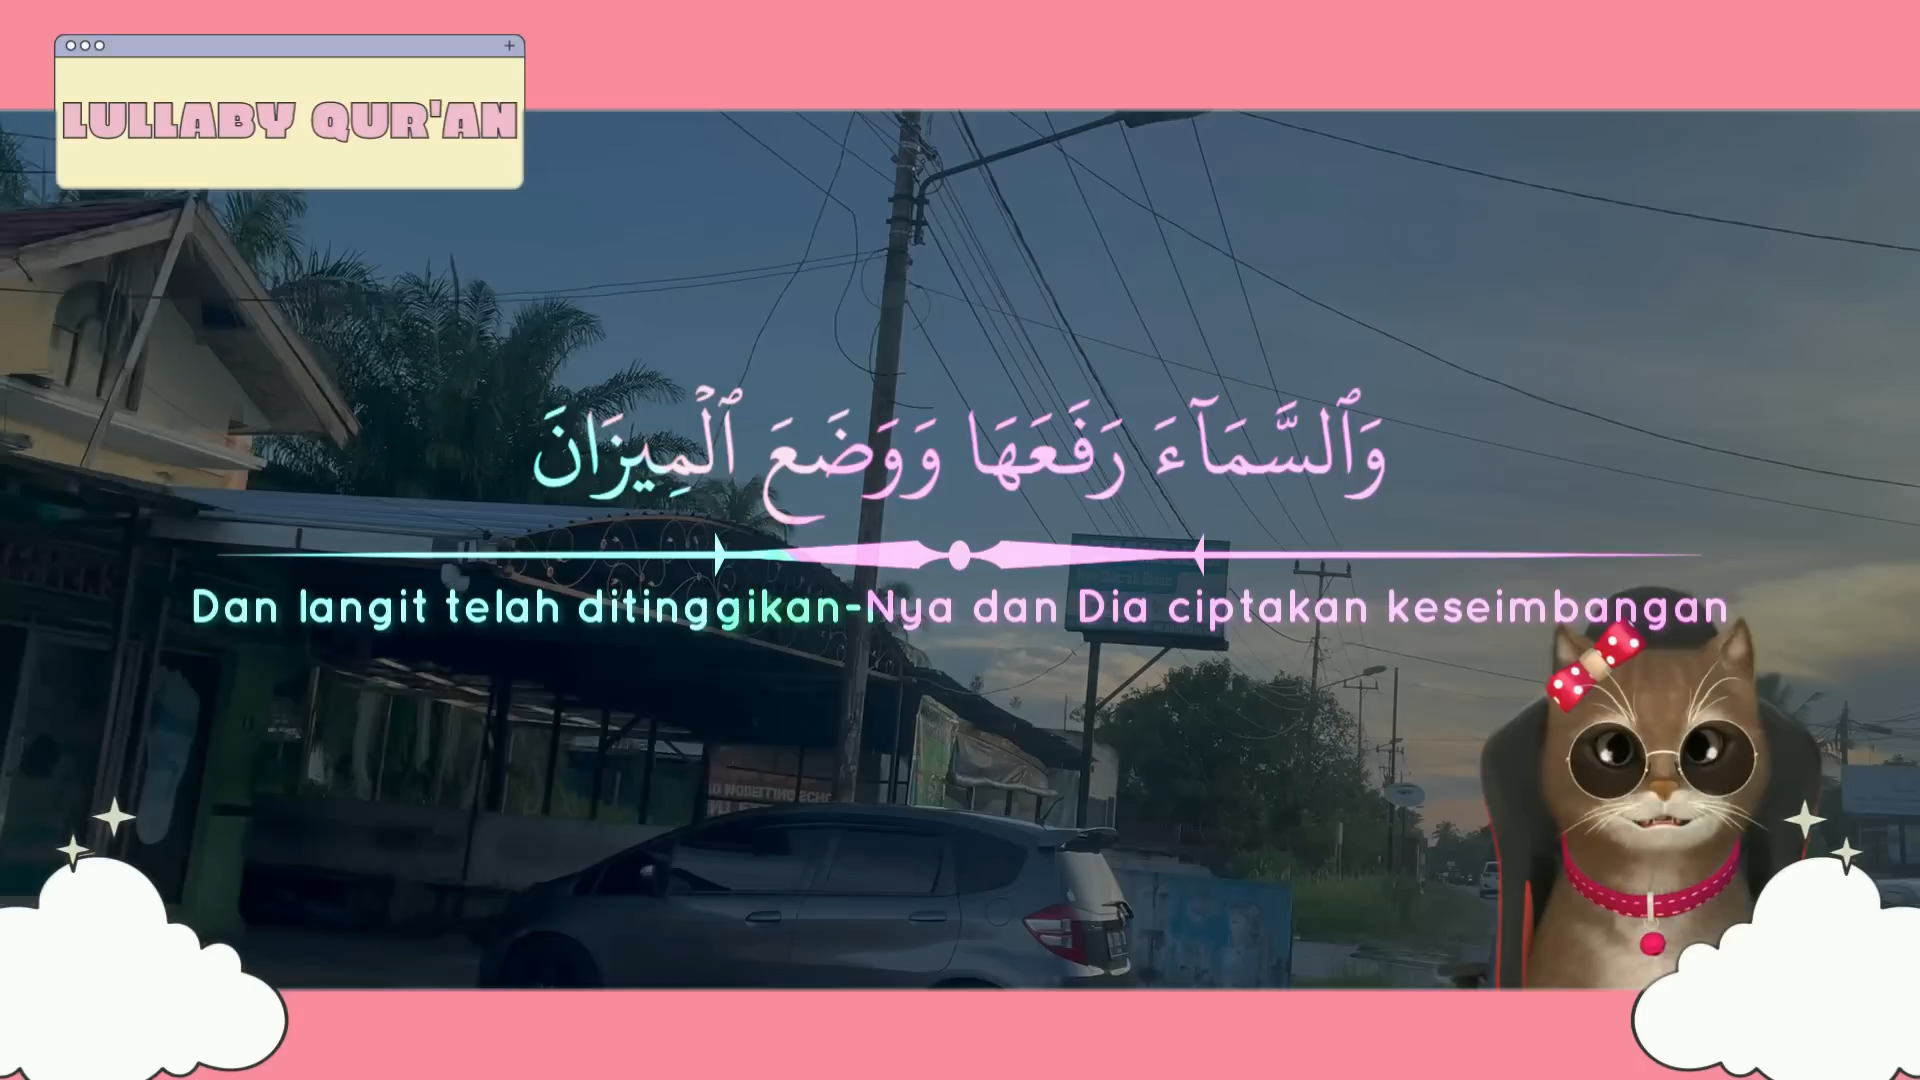 LULLABY QUR'AN
وَٱلسَّمَآءَ رَفَعَهَا وَوَضَعَ ٱلْمِيزَانَ
Dan langit telah ditinggikan-Nya dan Dia ciptakan keseimbangan